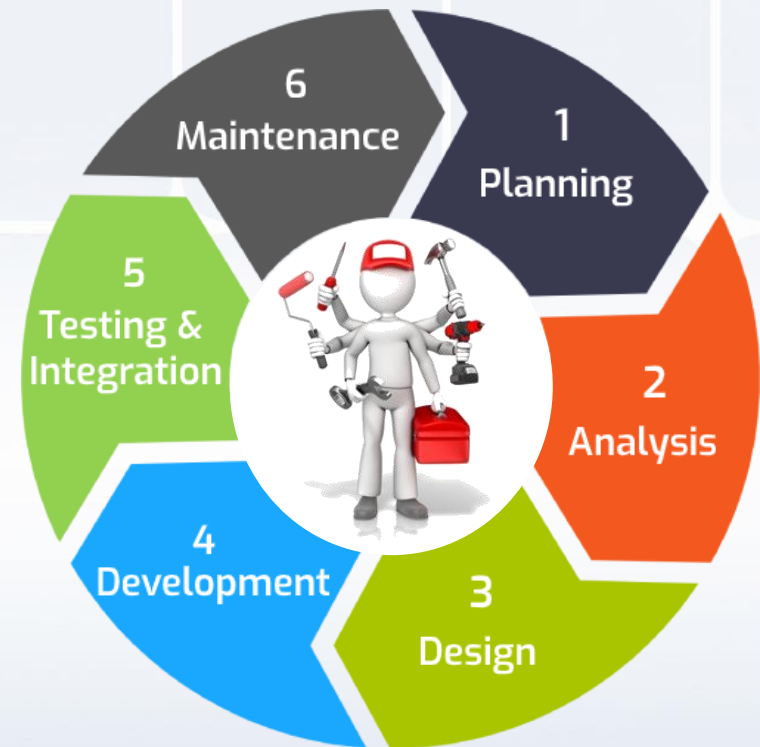 1
Planning
2
Analysis
3
Design
4
Development
5
Testing &
Integration
6
Maintenance